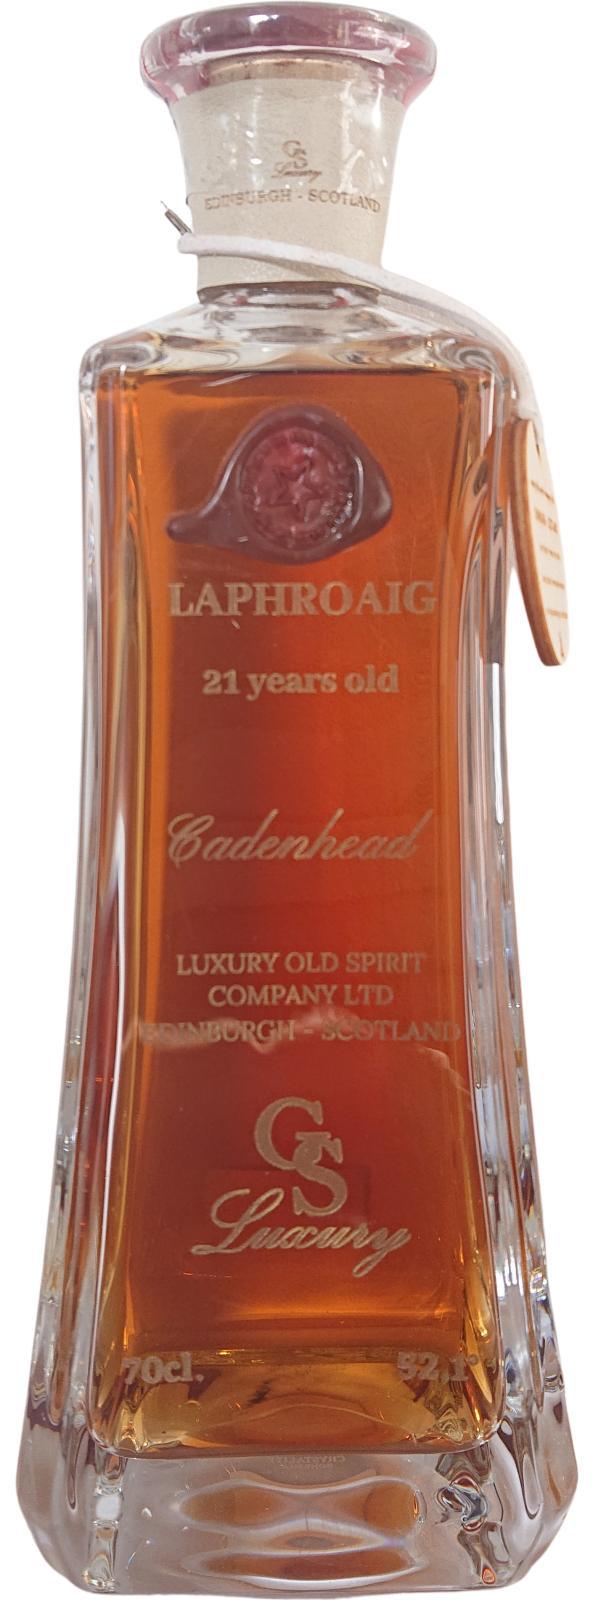 GS
Luxury
EDINBURGH - SCOTLAND
LAPHROAIG
21 years old
Cadenhead
LUXURY OLD SPIRIT
COMPANY LTD
EDINBURGH - SCOTLAND
GS
Luxury
70cl. 52,1°